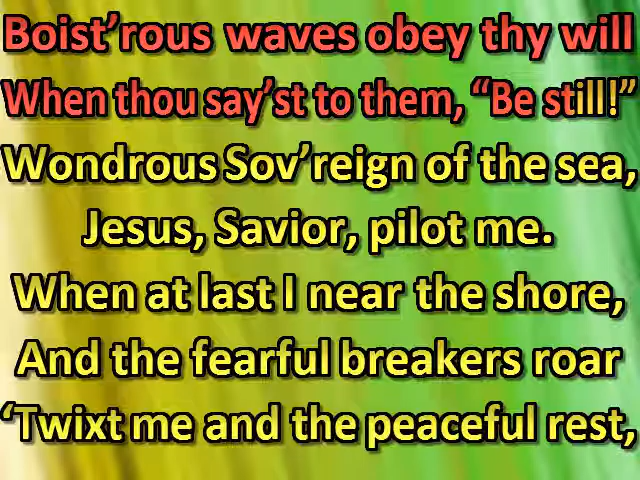 Boist’rous waves obey thy will
When thou say’st to them, “Be still!”
Wondrous Sov’reign of the sea,
Jesus, Savior, pilot me.
When at last I near the shore,
And the fearful breakers roar
‘Twixt me and the peaceful rest,